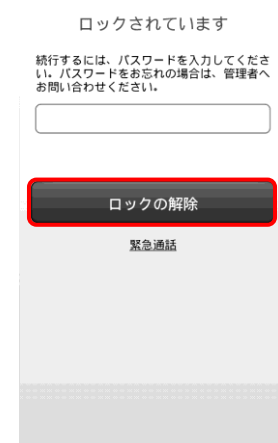 ロックされています
続行するには、パスワードを入力してくださ
い。パスワードをお忘れの場合は、管理者へ
お問い合わせください。
ロックの解除
緊急通話